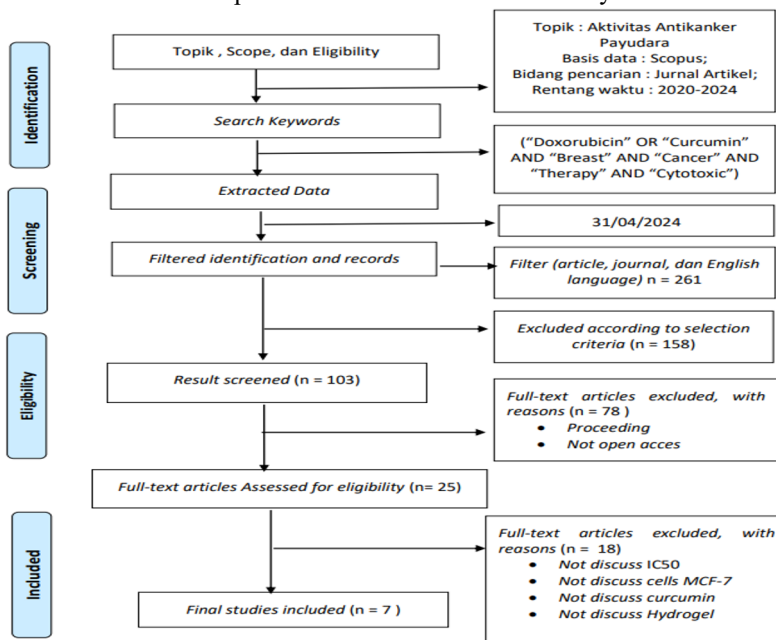 Topik , Scope, dan Eligibility
Topik : Aktivitas Antikanker
Payudara
Basis data : Scopus;
Bidang pencarian : Jurnal Artikel;
Rentang waktu : 2020-2024
Identification
Search Keywords
(“Doxorubicin” OR “Curcumin”
AND “Breast” AND “Cancer” AND
“Therapy” AND “Cytotoxic”)
Extracted Data
31/04/2024
Screening
Filtered identification and records
Filter (article, journal, dan English
language) n = 261
Excluded according to selection
criteria (n = 158)
Eligibility
Result screened (n = 103)
Full-text articles excluded, with
reasons (n = 78 )
• Proceeding
• Not open acces
Full-text articles Assessed for eligibility (n= 25)
Included
Full-text articles excluded, with
reasons (n = 18)
• Not discuss IC50
• Not discuss cells MCF-7
• Not discuss curcumin
• Not discuss Hydrogel
Final studies included (n = 7 )